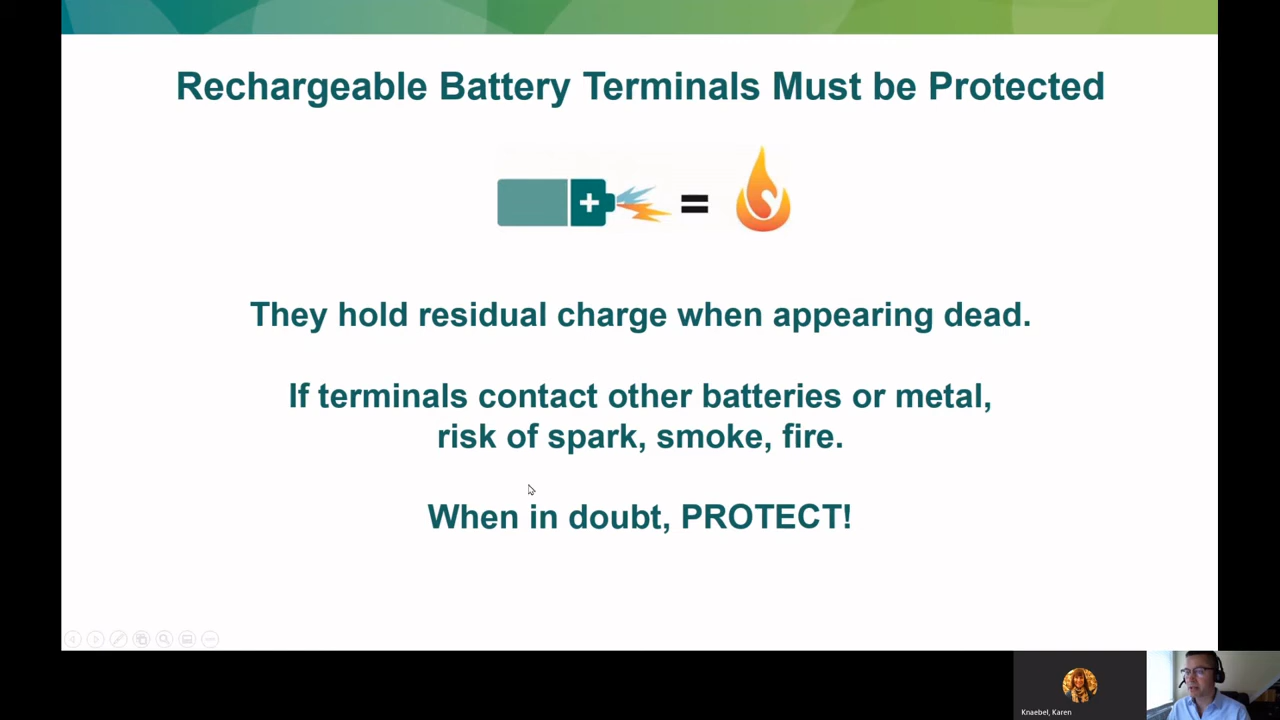 Rechargeable Battery Terminals Must be Protected
+
=
They hold residual charge when appearing dead.
If terminals contact other batteries or metal,
risk of spark, smoke, fire.
When in doubt, PROTECT!
Knaebel, Karen